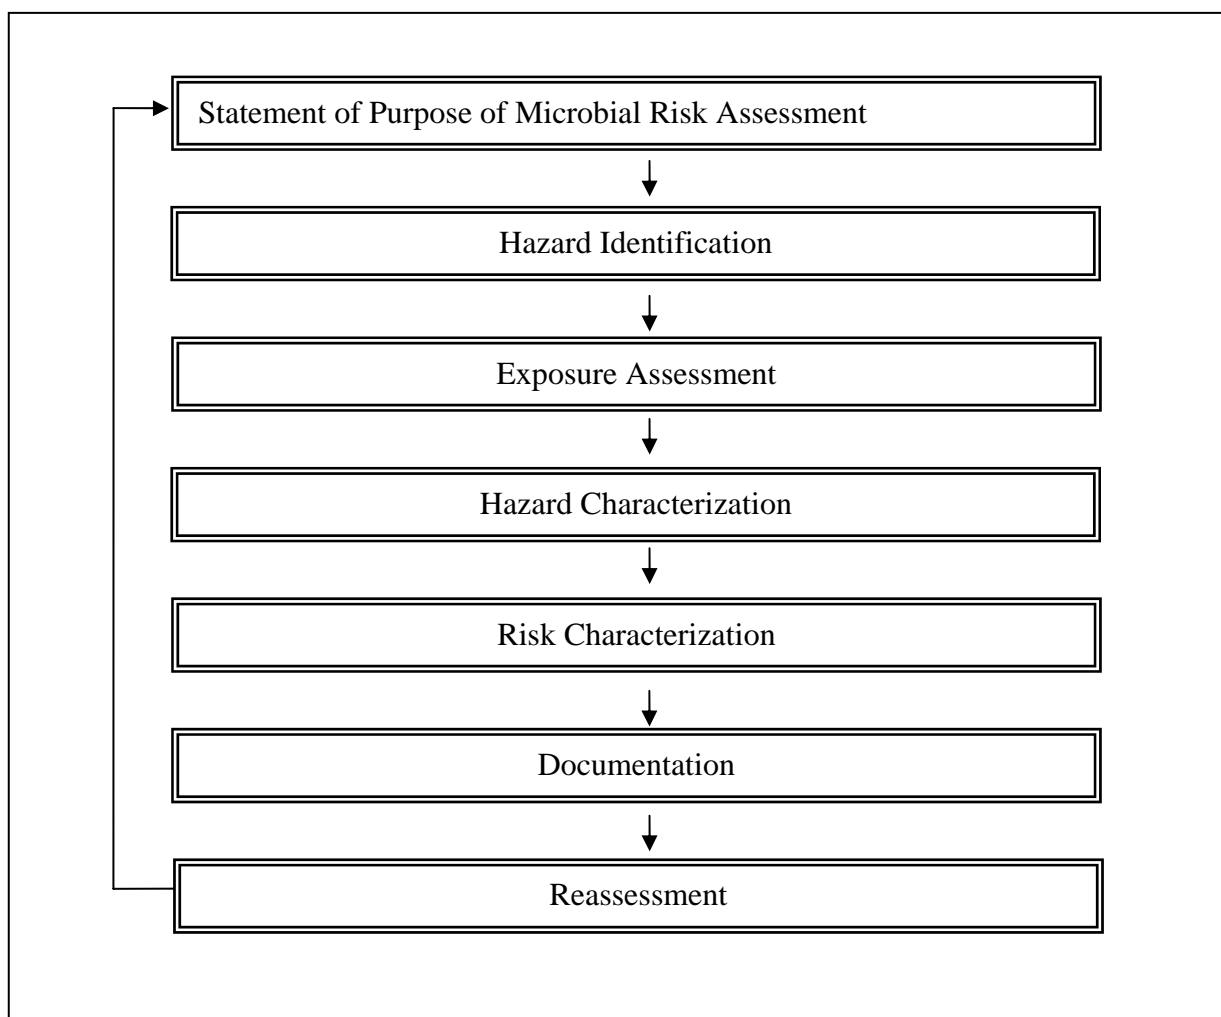 Statement of Purpose of Microbial Risk Assessment
Hazard Identification
Exposure Assessment
Hazard Characterization
Risk Characterization
Documentation
Reassessment